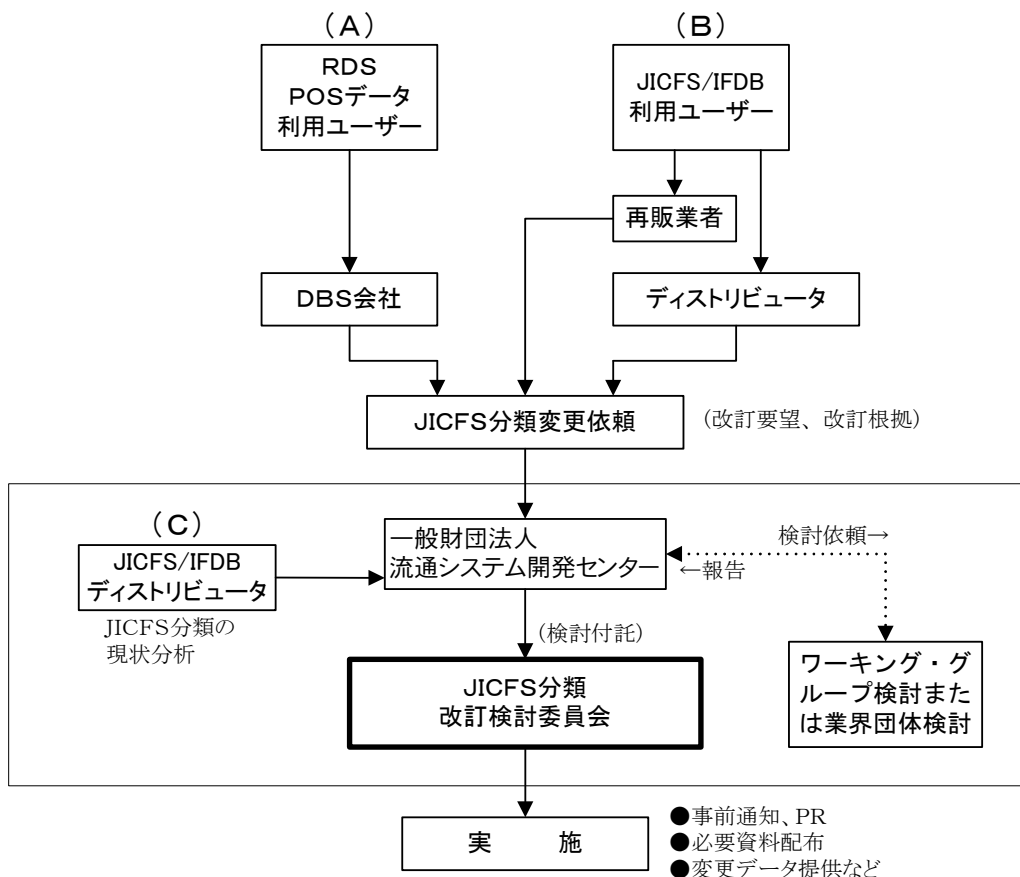 (A)
RDS
POSデータ
利用ユーザー
(B)
JICFS/IFDB
利用ユーザー
再販業者
DBS会社
ディストリビュータ
JICFS分類変更依頼
(改訂要望、改訂根拠)
(C)
JICFS/IFDB
ディストリビュータ
JICFS分類の
現状分析
一般財団法人
流通システム開発センター
検討依頼→
←報告
(検討付託)
JICFS分類
改訂検討委員会
ワーキング・グ
ループ検討また
は業界団体検討
実 施
●事前通知、PR
●必要資料配布
●変更データ提供など